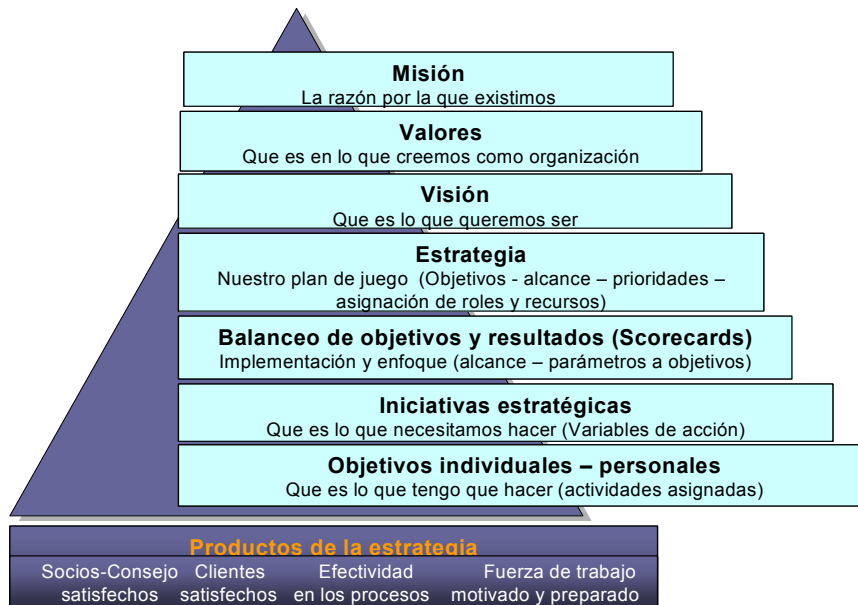 Misión
La razón por la que existimos
Valores
Que es en lo que creemos como organización
Visión
Que es lo que queremos ser
Estrategia
Nuestro plan de juego (Objetivos - alcance – prioridades –
asignación de roles y recursos)
Balanceo de objetivos y resultados (Scorecards)
Implementación y enfoque (alcance – parámetros a objetivos)
Iniciativas estratégicas
Que es lo que necesitamos hacer (Variables de acción)
Objetivos individuales – personales
Que es lo que tengo que hacer (actividades asignadas)
Productos de la estrategia
Socios-Consejo Clientes Efectividad Fuerza de trabajo
satisfechos satisfechos en los procesos motivado y preparado